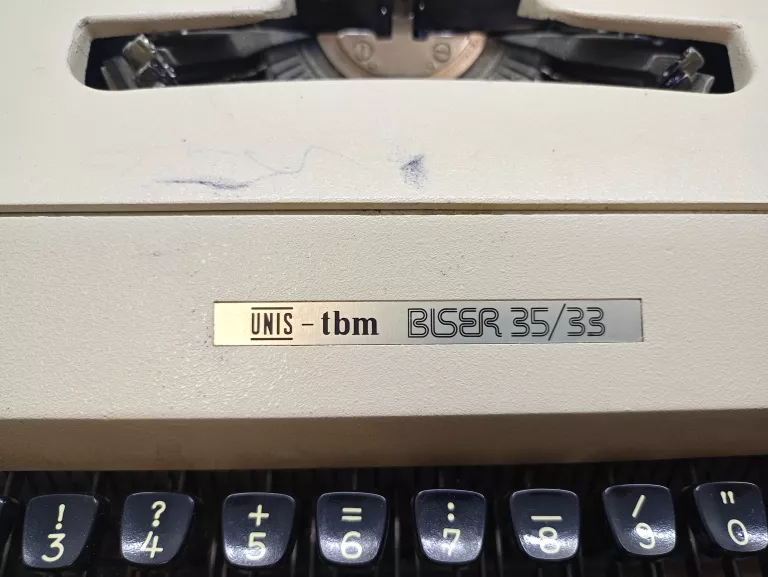 UNIS - tbm BISER 35/33
! ? + = : _ / "
3 4 5 6 7 8 9 0